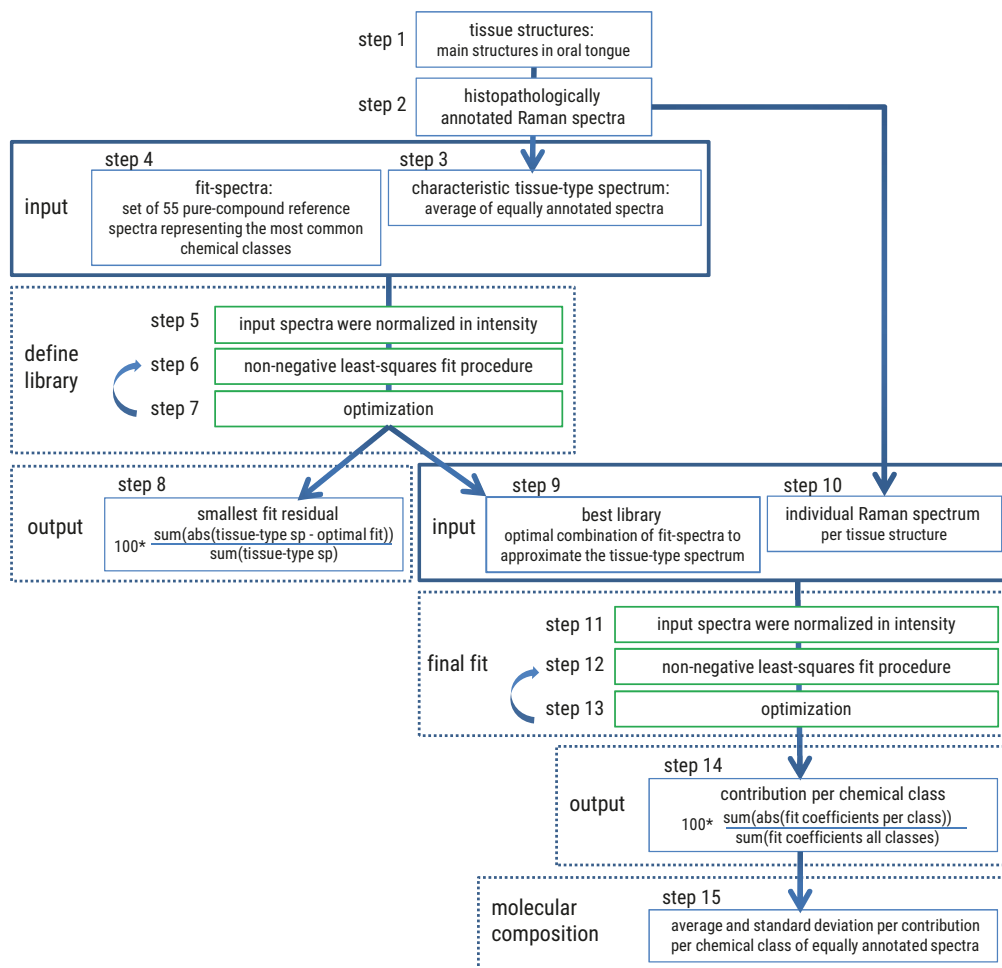 step 1
tissue structures:
main structures in oral tongue
step 2
histopathologically
annotated Raman spectra
input
step 4
fit-spectra:
set of 55 pure-compound reference
spectra representing the most common
chemical classes
step 3
characteristic tissue-type spectrum:
average of equally annotated spectra
define
library
step 5
input spectra were normalized in intensity
step 6
non-negative least-squares fit procedure
step 7
optimization
output
step 8
smallest fit residual
100* sum(abs(tissue-type sp - optimal fit))
sum(tissue-type sp)
input
step 9
best library
optimal combination of fit-spectra to
approximate the tissue-type spectrum
step 10
individual Raman spectrum
per tissue structure
final fit
step 11
input spectra were normalized in intensity
step 12
non-negative least-squares fit procedure
step 13
optimization
output
step 14
contribution per chemical class
100* sum(abs(fit coefficients per class))
sum(fit coefficients all classes)
molecular
composition
step 15
average and standard deviation per contribution
per chemical class of equally annotated spectra